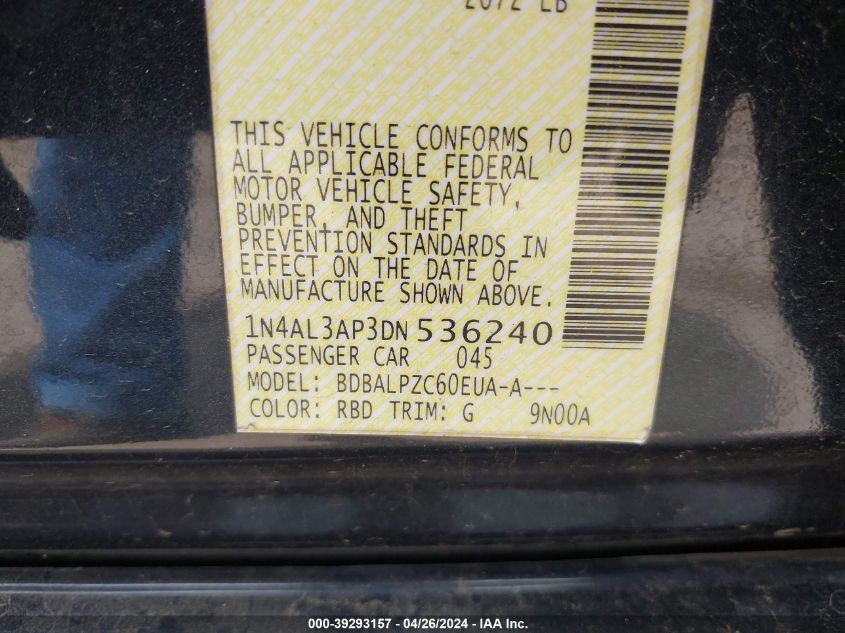 THIS VEHICLE CONFORMS TO
ALL APPLICABLE FEDERAL
MOTOR VEHICLE SAFETY,
BUMPER, AND THEFT
PREVENTION STANDARDS IN
EFFECT ON THE DATE OF
MANUFACTURE SHOWN ABOVE.
1N4AL3AP3DN 536240
PASSENGER CAR 045
MODEL: BDBALPZC60EUA-A---
COLOR: RBD TRIM: G 9N00A
000-39293157 - 04/26/2024 - IAA Inc.